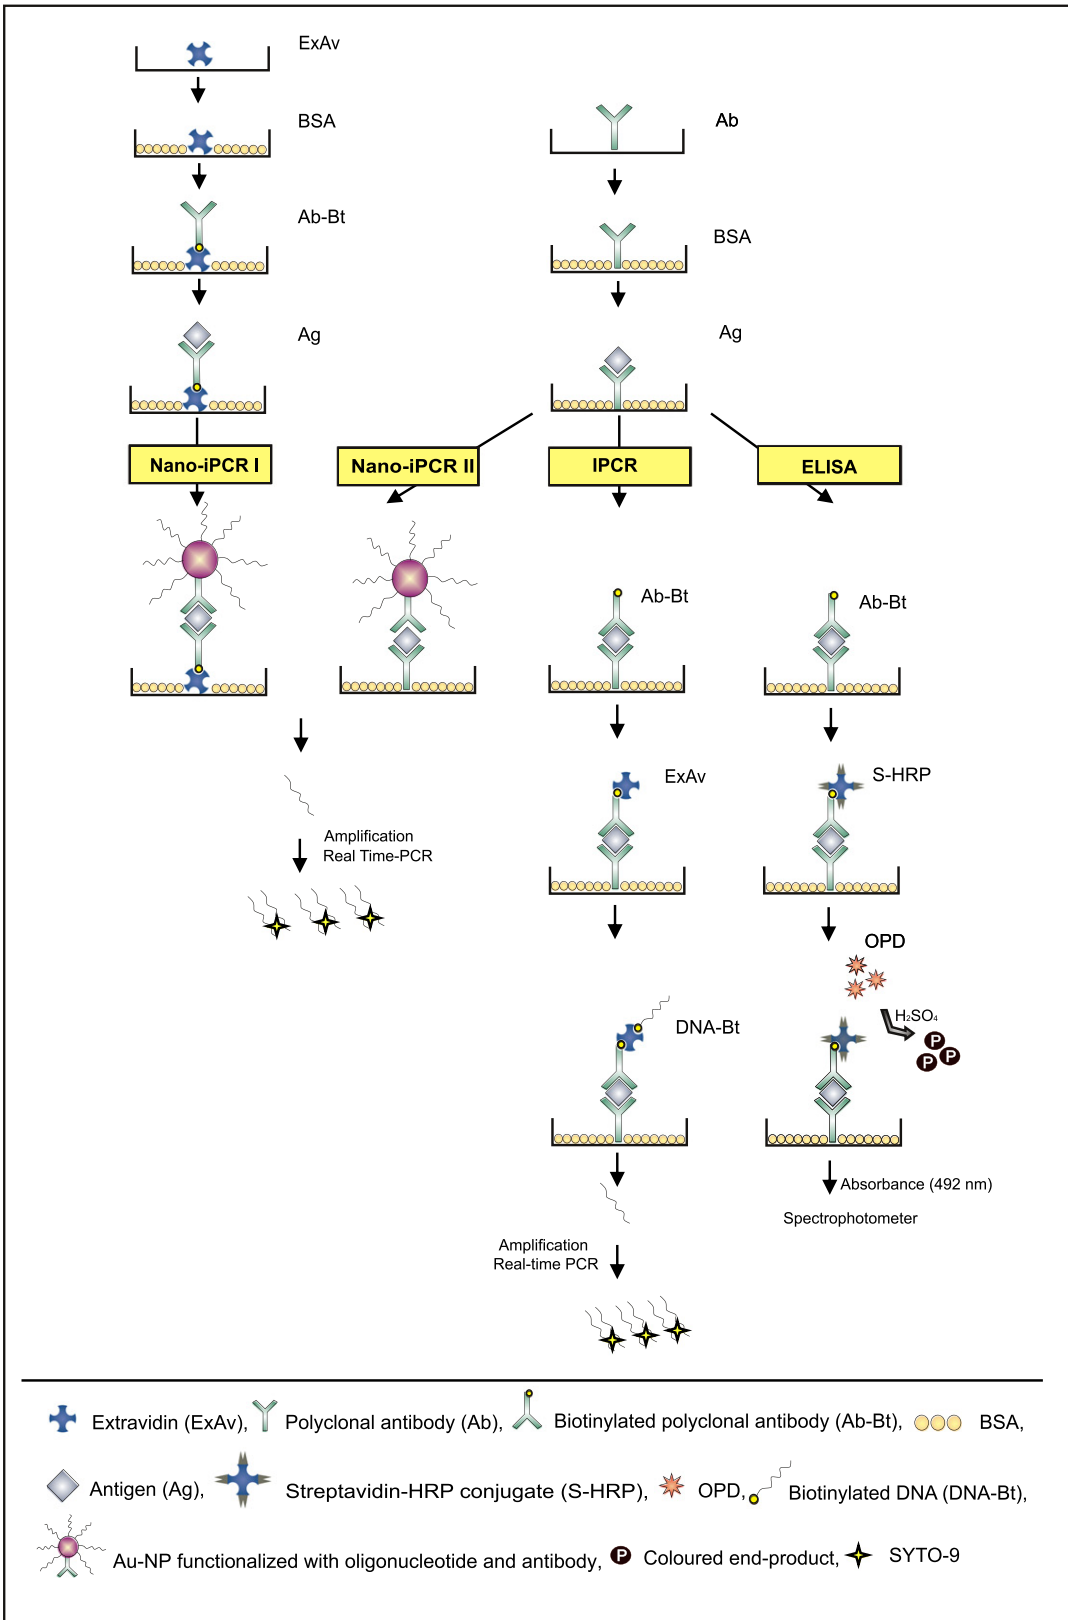 ExAv
BSA
Ab-Bt
Ag
Ab
BSA
Ag
Nano-iPCR I
Nano-iPCR II
IPCR
ELISA
Ab-Bt
Ab-Bt
ExAv
S-HRP
Amplification
Real Time-PCR
OPD
H₂SO₄
P
P
P
DNA-Bt
Absorbance (492 nm)
Spectrophotometer
Amplification
Real-time PCR
Extravidin (ExAv), Polyclonal antibody (Ab), Biotinylated polyclonal antibody (Ab-Bt), BSA,
Antigen (Ag), Streptavidin-HRP conjugate (S-HRP), OPD, Biotinylated DNA (DNA-Bt),
Au-NP functionalized with oligonucleotide and antibody, P Coloured end-product, SYTO-9